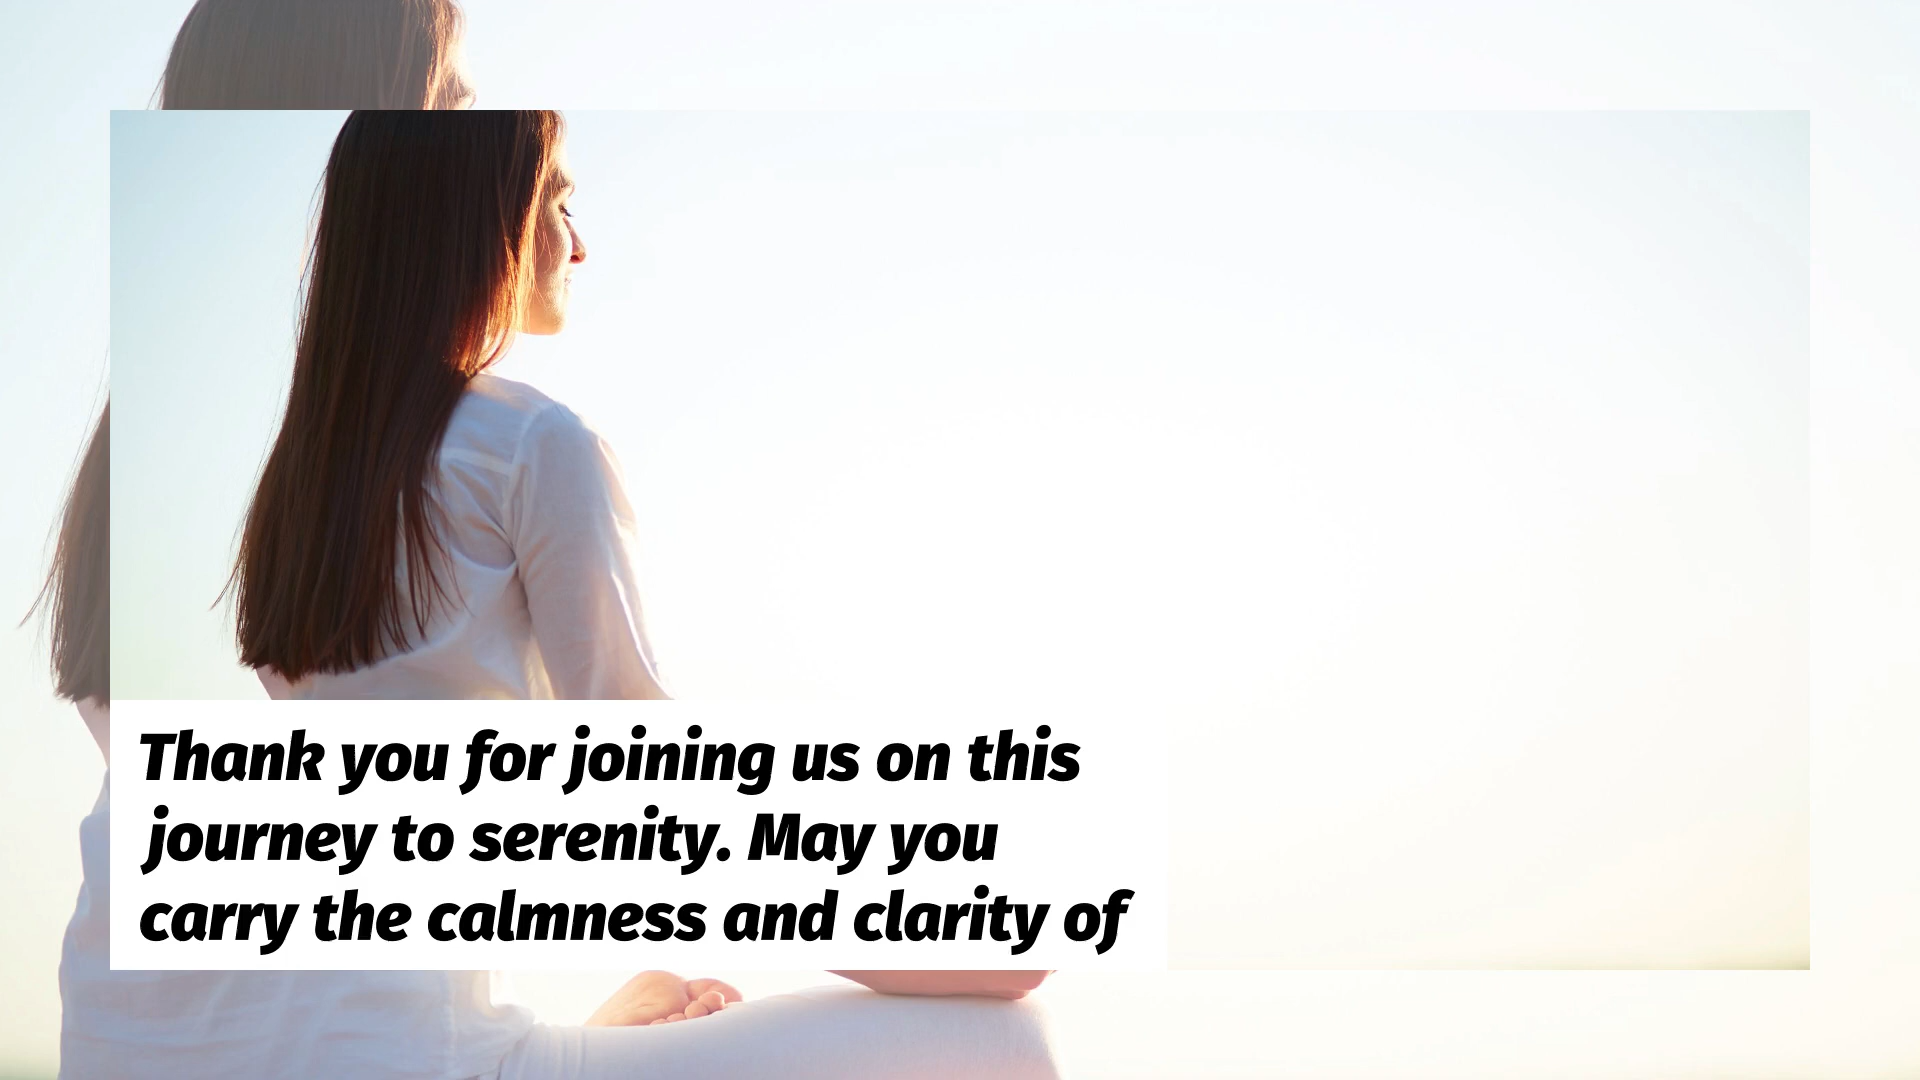 Thank you for joining us on this
journey to serenity. May you
carry the calmness and clarity of